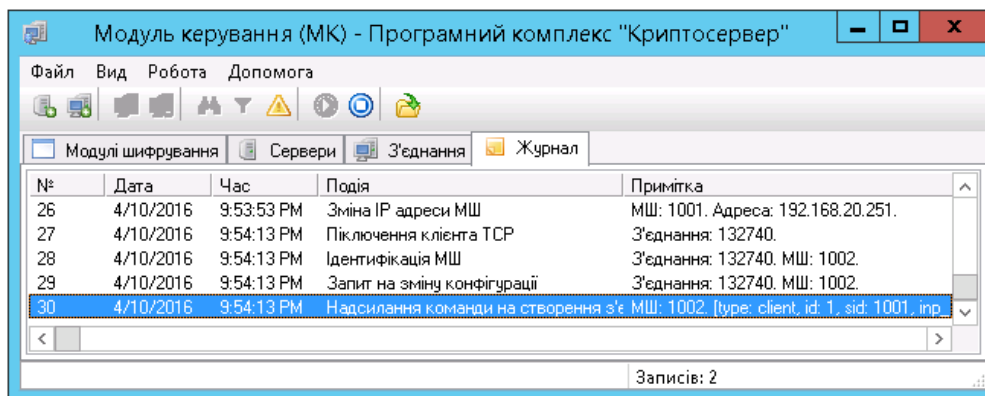 Модуль керування (МК) - Програмний комплекс "Криптосервер"
Файл Вид Робота Допомога
Модулі шифрування Сервери З'єднання Журнал
№ Дата Час Подія Примітка
26 4/10/2016 9:53:53 PM Зміна IP адреси МШ МШ: 1001. Адреса: 192.168.20.251.
27 4/10/2016 9:54:13 PM Піключення клієнта TCP З'єднання: 132740.
28 4/10/2016 9:54:13 PM Ідентифікація МШ З'єднання: 132740. МШ: 1002.
29 4/10/2016 9:54:13 PM Запит на зміну конфігурації З'єднання: 132740. МШ: 1002.
30 4/10/2016 9:54:13 PM Надсилання команди на створення з'є МШ: 1002. [type: client, id: 1, sid: 1001, inp_
Записів: 2